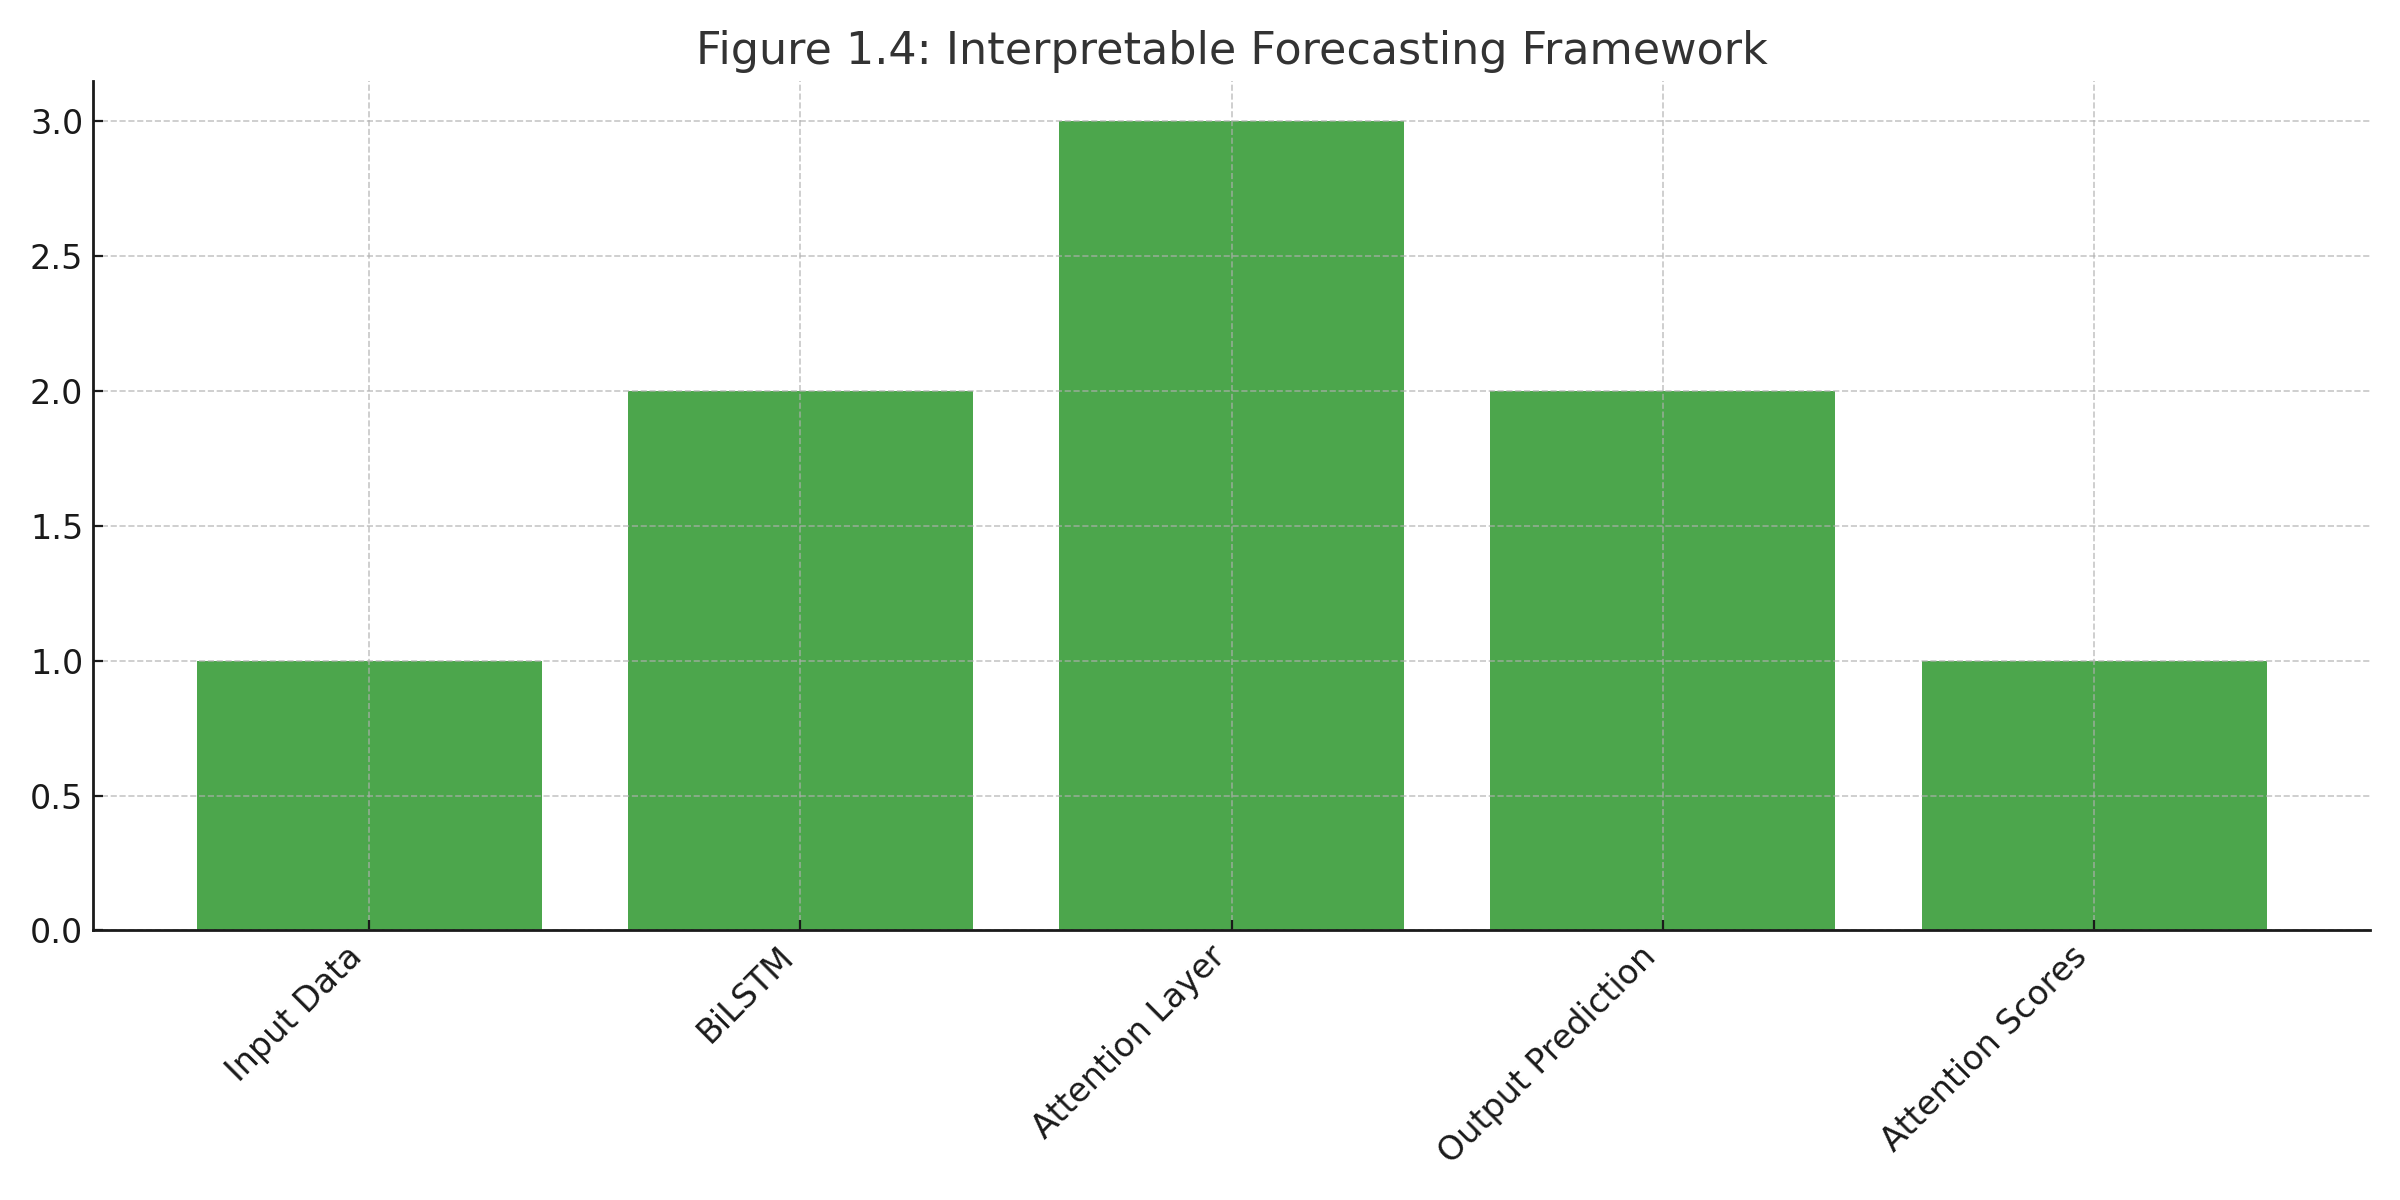 Figure 1.4: Interpretable Forecasting Framework
3.0
2.5
2.0
1.5
1.0
0.5
0.0
Input Data
BiLSTM
Attention Layer
Output Prediction
Attention Scores